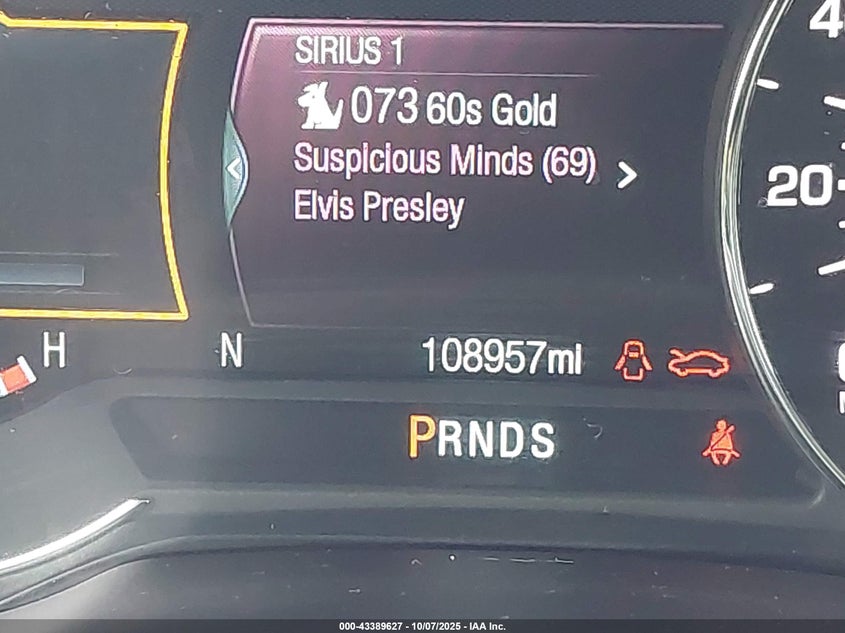 SIRIUS 1
073 60s Gold
Suspicious Minds (69)
Elvis Presley
20
H
N
108957mi
PRNDS
000-43389627 - 10/07/2025 - IAA Inc.